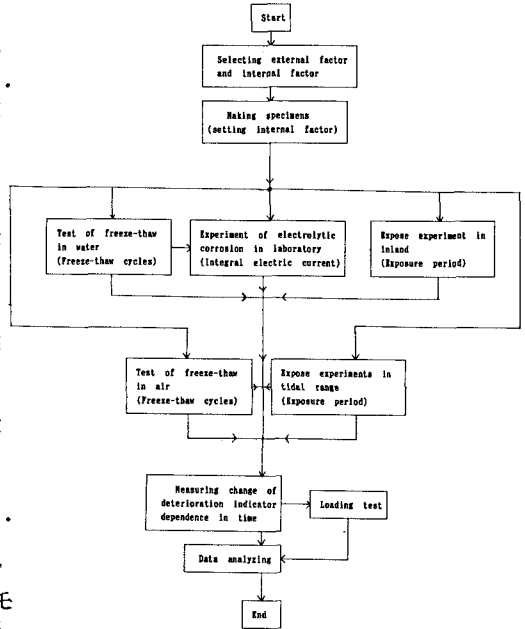 Start
Selecting external factor
and internal factor
Making specimens
(setting internal factor)
Test of freeze-thaw
in water
(Freeze-thaw cycles)
Experiment of electrolytic
corrosion in laboratory
(Integral electric current)
Expose experiment in
inland
(Exposure period)
Test of freeze-thaw
in air
(Freeze-thaw cycles)
Expose experiments in
tidal range
(Exposure period)
Measuring change of
deterioration indicator
dependence in time
Loading test
Data analyzing
End